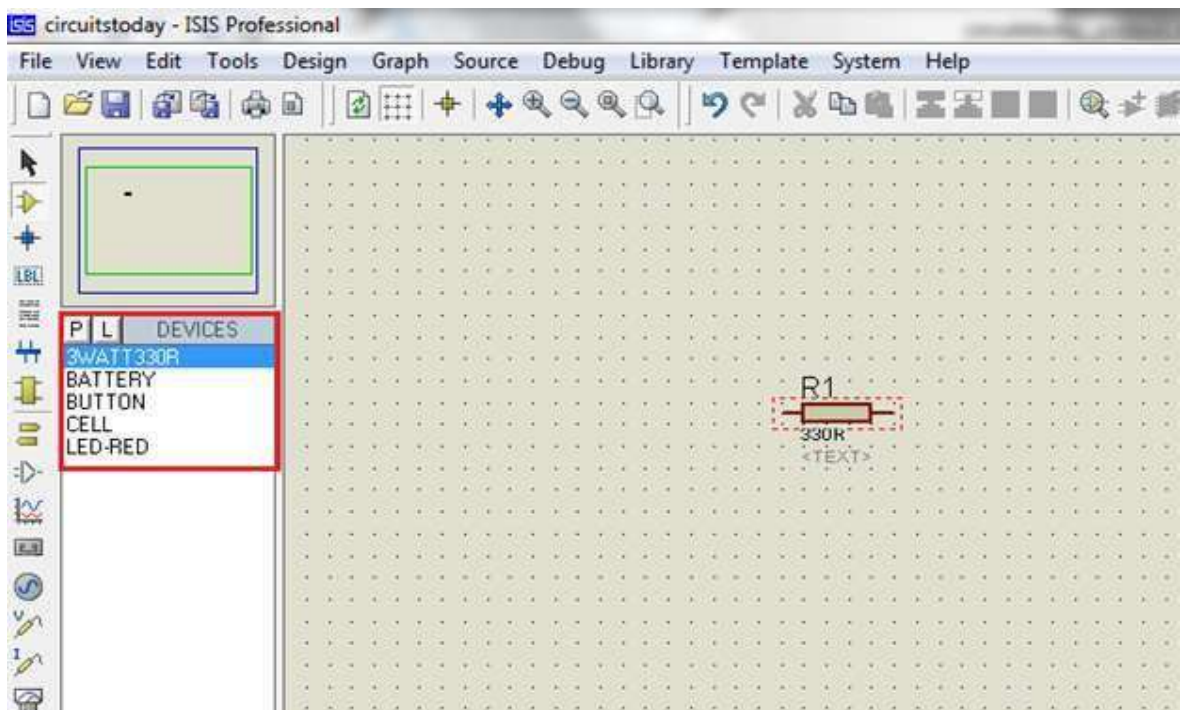 ISIS circuitstoday - ISIS Professional
File View Edit Tools Design Graph Source Debug Library Template System Help
LBL
P L DEVICES
3WATT330R
BATTERY
BUTTON
CELL
LED-RED
R1
330R
<TEXT>
V
I